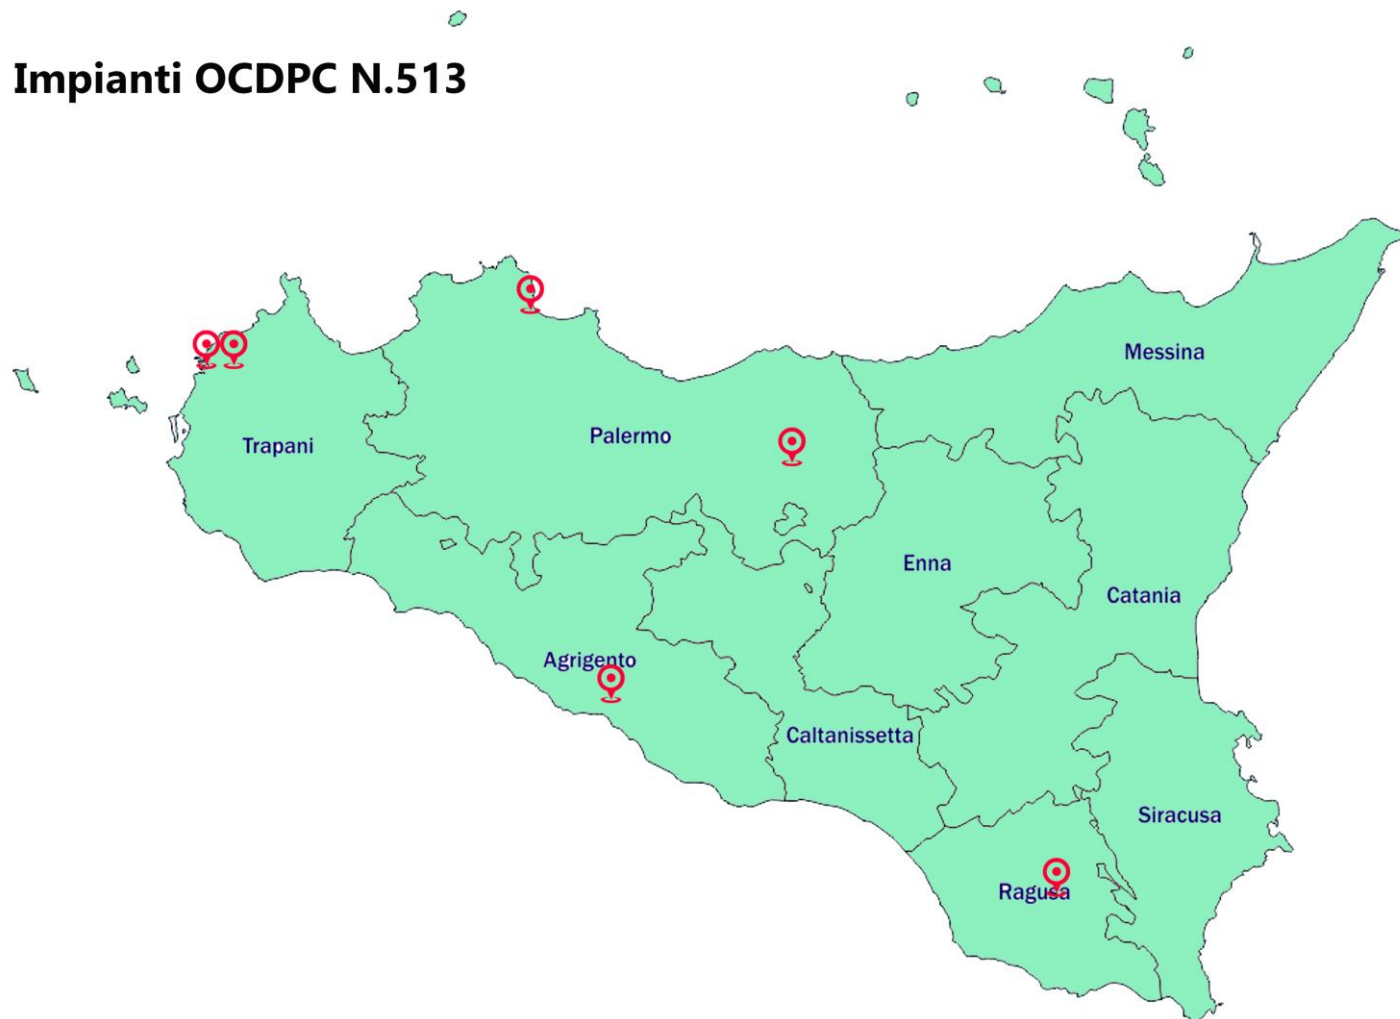 Impianti OCDPC N.513
Messina
Palermo
Trapani
Enna
Catania
Agrigento
Caltanissetta
Siracusa
Ragusa